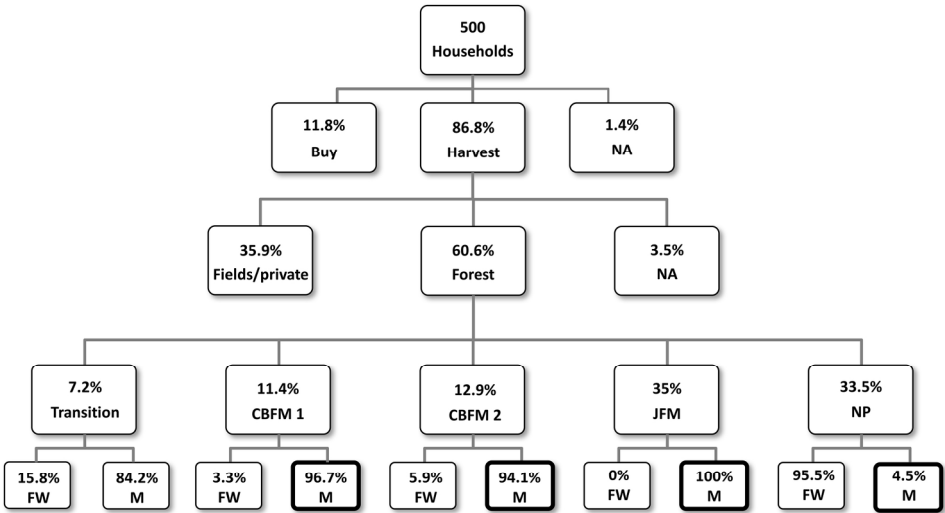 500
Households
11.8%
Buy
86.8%
Harvest
1.4%
NA
35.9%
Fields/private
60.6%
Forest
3.5%
NA
7.2%
Transition
11.4%
CBFM 1
12.9%
CBFM 2
35%
JFM
33.5%
NP
15.8%
FW
84.2%
M
3.3%
FW
96.7%
M
5.9%
FW
94.1%
M
0%
FW
100%
M
95.5%
FW
4.5%
M